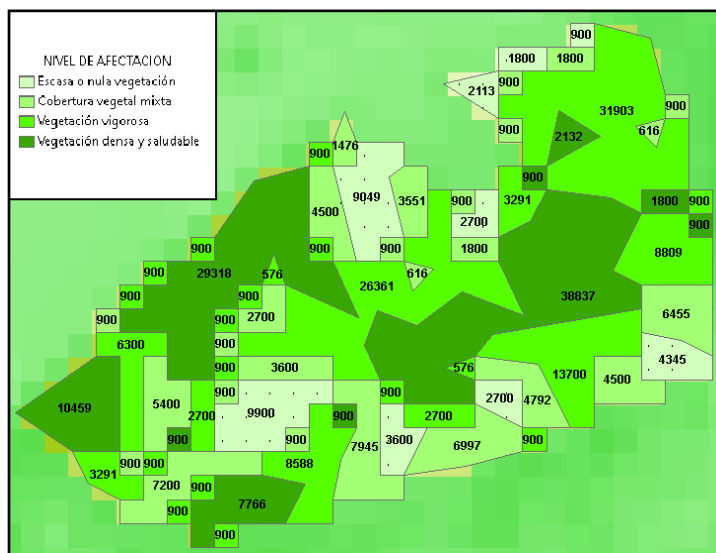 NIVEL DE AFECTACION
Escasa o nula vegetación
Cobertura vegetal mixta
Vegetación vigorosa
Vegetación densa y saludable
900
1800 1800
900
2113
31903
900
900 616
2132
1476
900
900
9049 3551
4500 900 3291 1800 900
2700 900
900 900 900 1800 8809
900 29318 576 26361 616
900 900 38837
900 2700 6455
900
6300 4345
3600 576 13700
900
10459 5400 900 900 2700 4500
2700 9900 900 2700 4792
900 900 3600 900
7945 6997
3291 900 900 8588
7200 900
900 7766
900